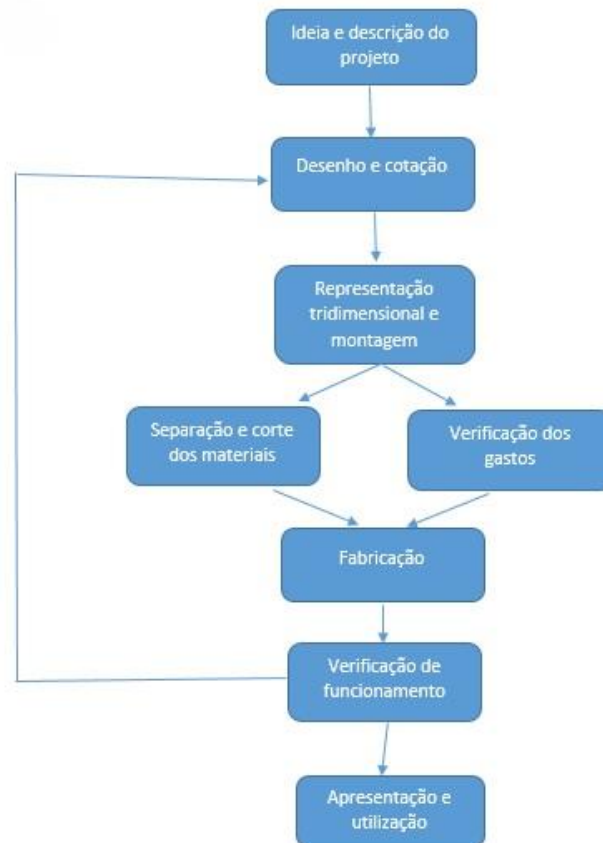 Ideia e descrição do
projeto
Desenho e cotação
Representação
tridimensional e
montagem
Separação e corte
dos materiais
Verificação dos
gastos
Fabricação
Verificação de
funcionamento
Apresentação e
utilização